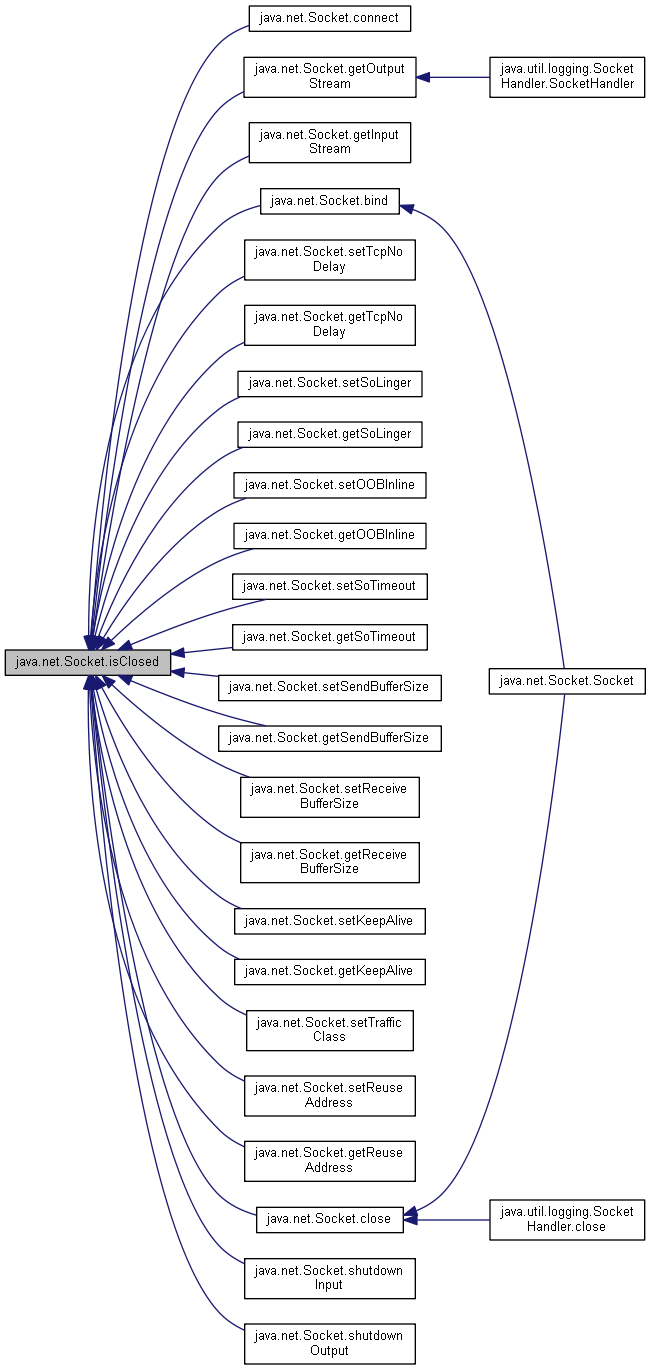 java.net.Socket.connect
java.net.Socket.getOutput
Stream
java.util.logging.Socket
Handler.SocketHandler
java.net.Socket.getInput
Stream
java.net.Socket.bind
java.net.Socket.setTcpNo
Delay
java.net.Socket.getTcpNo
Delay
java.net.Socket.setSoLinger
java.net.Socket.getSoLinger
java.net.Socket.setOOBInline
java.net.Socket.getOOBInline
java.net.Socket.setSoTimeout
java.net.Socket.getSoTimeout
java.net.Socket.isClosed
java.net.Socket.setSendBufferSize
java.net.Socket.Socket
java.net.Socket.getSendBufferSize
java.net.Socket.setReceive
BufferSize
java.net.Socket.getReceive
BufferSize
java.net.Socket.setKeepAlive
java.net.Socket.getKeepAlive
java.net.Socket.setTraffic
Class
java.net.Socket.setReuse
Address
java.net.Socket.getReuse
Address
java.net.Socket.close
java.util.logging.Socket
Handler.close
java.net.Socket.shutdown
Input
java.net.Socket.shutdown
Output